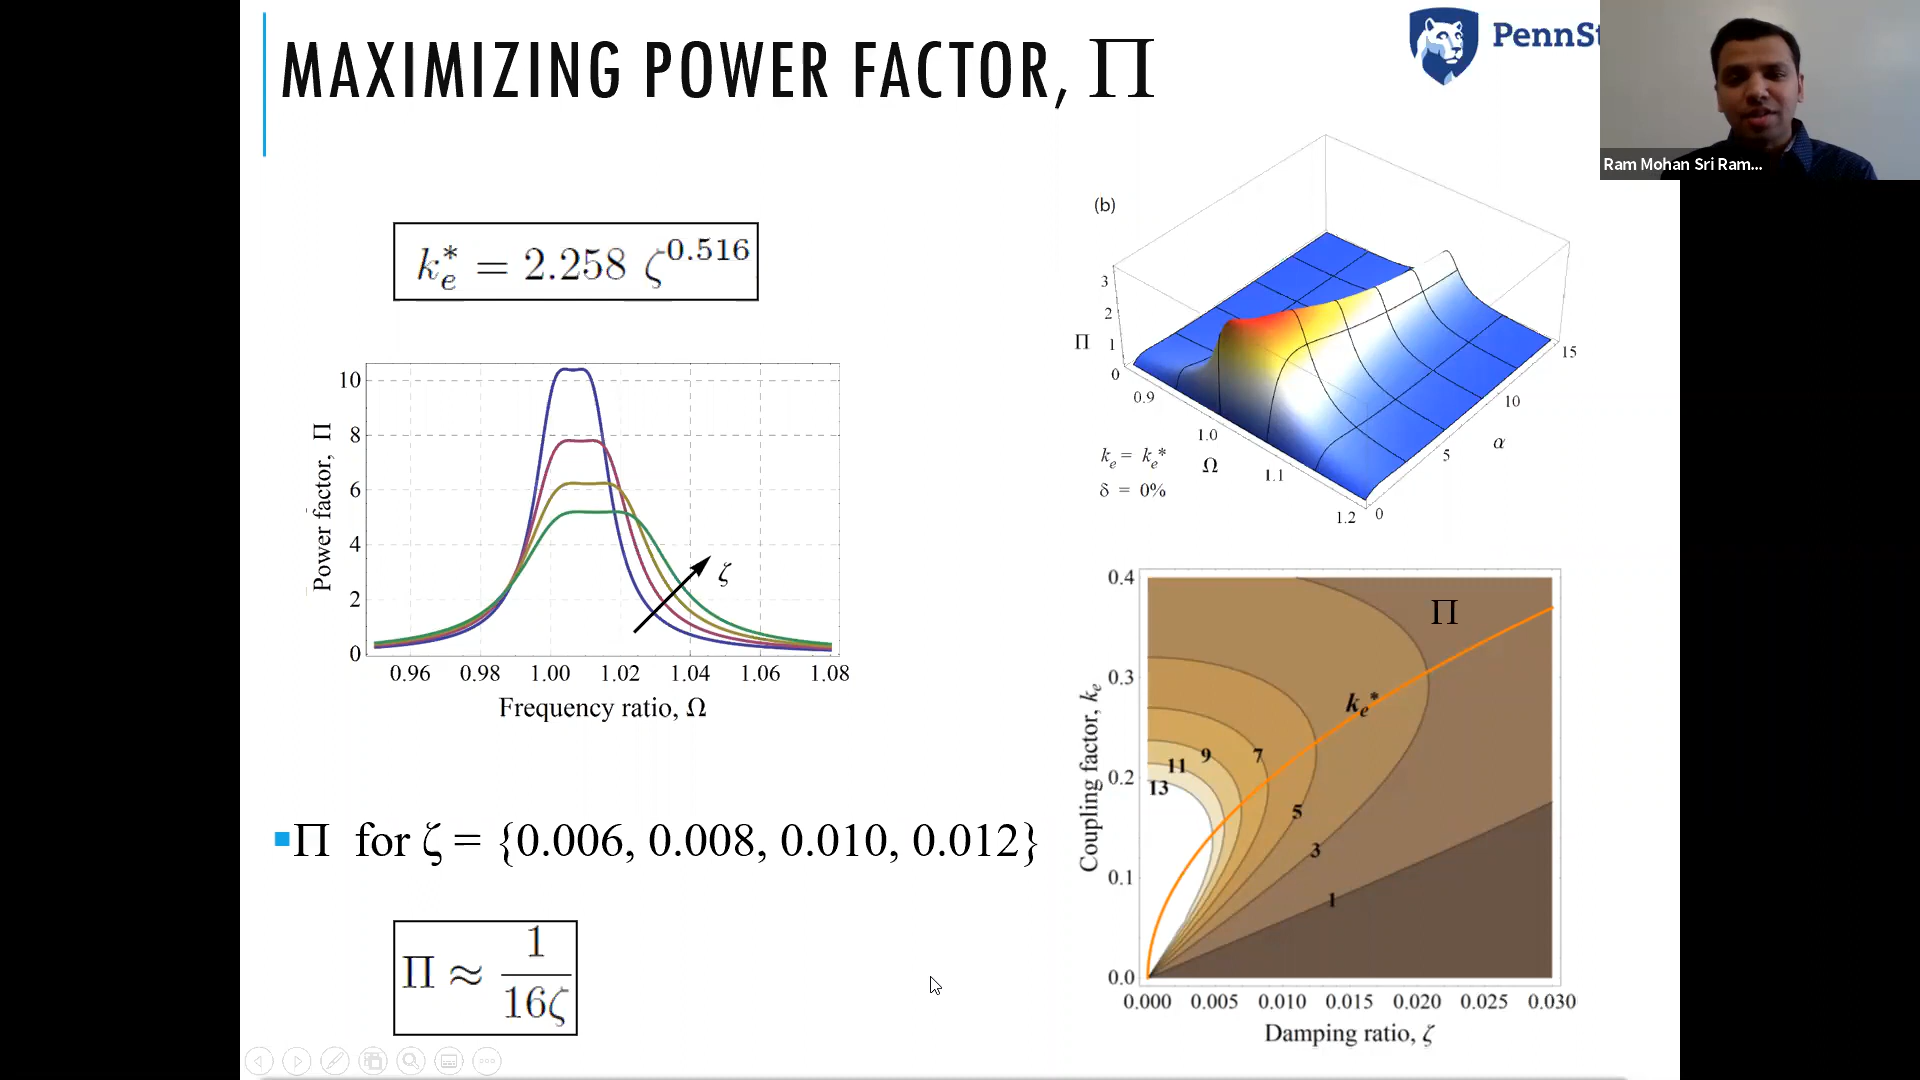 MAXIMIZING POWER FACTOR, Π
PennSt
Ram Mohan Sri Ram...
k_e^* = 2.258 ζ^0.516
10
8
6
4
2
0
Power factor, Π
ζ
0.96 0.98 1.00 1.02 1.04 1.06 1.08
Frequency ratio, Ω
Π for ζ = {0.006, 0.008, 0.010, 0.012}
Π ≈ 1/16ζ
(b)
3
2
Π 1
0
0.9
1.0
Ω
1.1
1.2
0
5
10
15
α
k_e = k_e*
δ = 0%
0.4
0.3
0.2
0.1
0.0
Coupling factor, k_e
Π
k_e*
13
11
9
7
5
3
1
0.000 0.005 0.010 0.015 0.020 0.025 0.030
Damping ratio, ζ